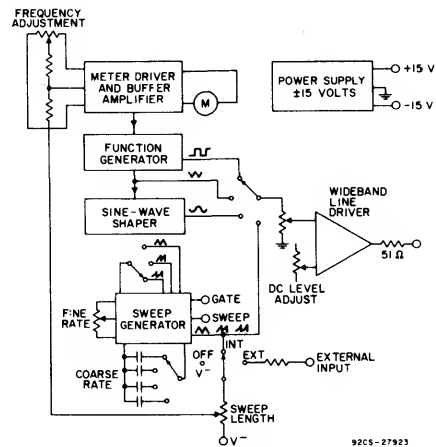 FREQUENCY
ADJUSTMENT
METER DRIVER
AND BUFFER
AMPLIFIER
M
POWER SUPPLY
±15 VOLTS
+15 V
-15 V
FUNCTION
GENERATOR
SINE-WAVE
SHAPER
WIDEBAND
LINE
DRIVER
51 Ω
DC LEVEL
ADJUST
FINE
RATE
SWEEP
GENERATOR
GATE
SWEEP
INT
OFF
V-
EXT
EXTERNAL
INPUT
COARSE
RATE
SWEEP
LENGTH
V-
92CS-27923